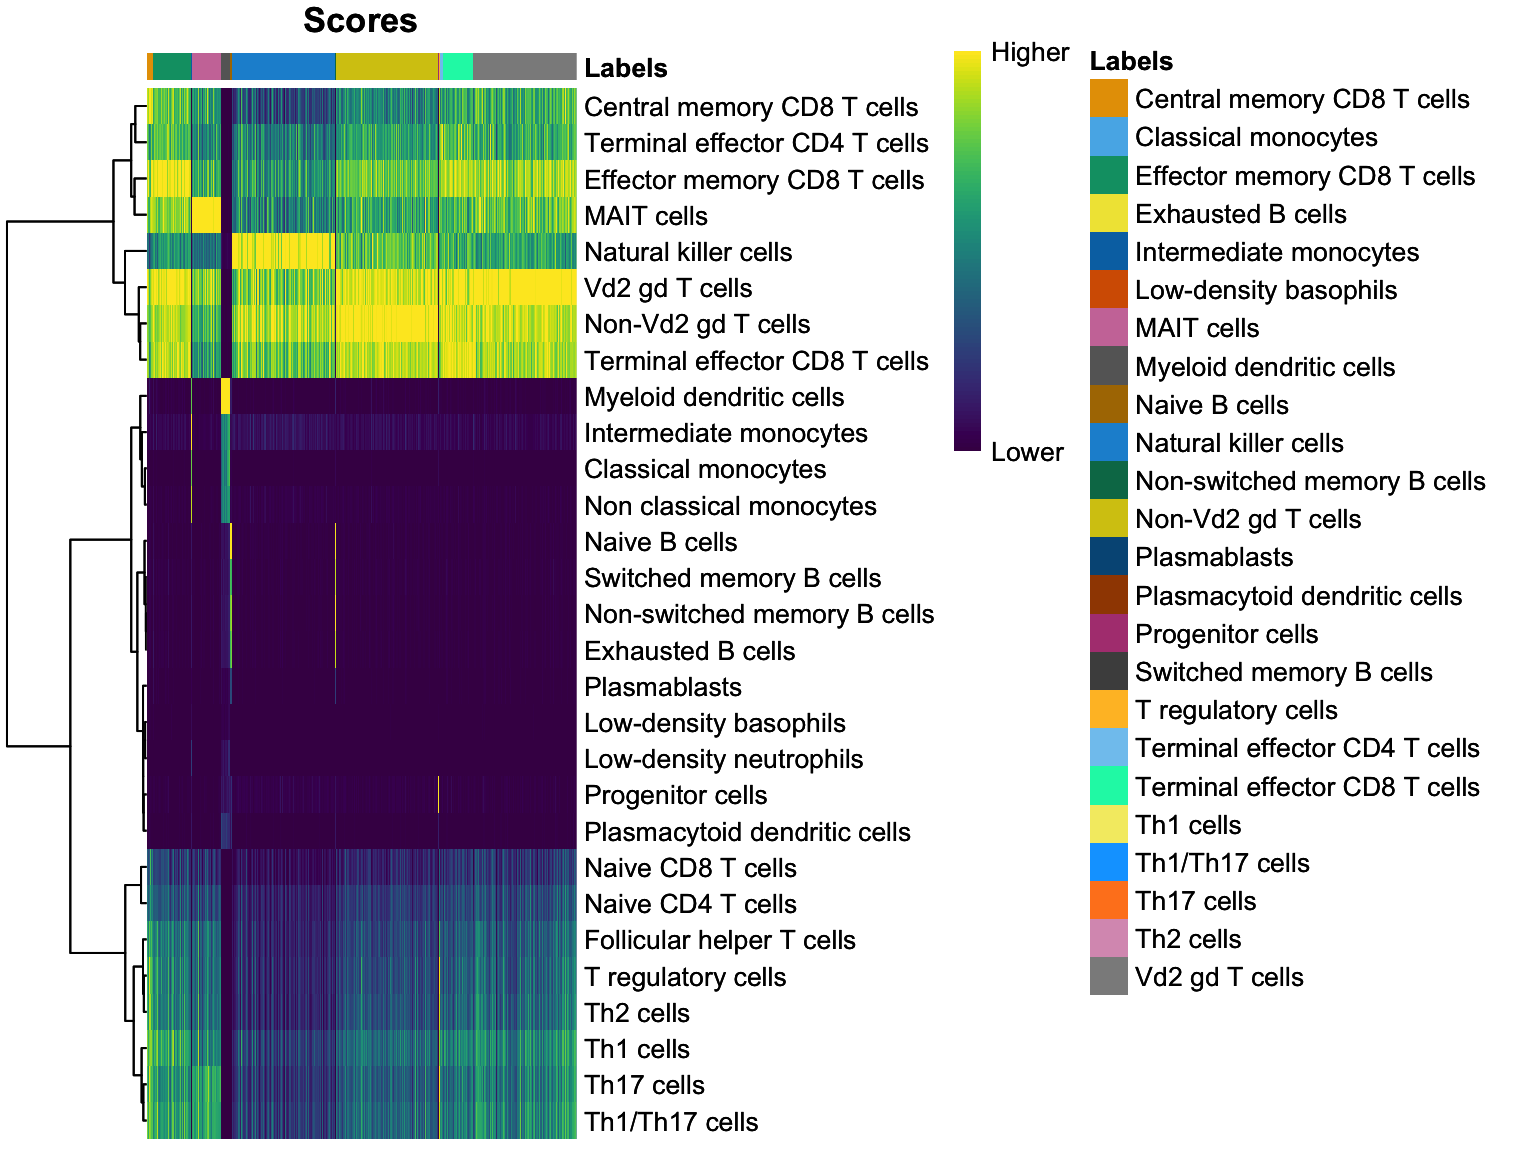 Scores
Labels
Central memory CD8 T cells
Terminal effector CD4 T cells
Effector memory CD8 T cells
MAIT cells
Natural killer cells
Vd2 gd T cells
Non-Vd2 gd T cells
Terminal effector CD8 T cells
Myeloid dendritic cells
Intermediate monocytes
Classical monocytes
Non classical monocytes
Naive B cells
Switched memory B cells
Non-switched memory B cells
Exhausted B cells
Plasmablasts
Low-density basophils
Low-density neutrophils
Progenitor cells
Plasmacytoid dendritic cells
Naive CD8 T cells
Naive CD4 T cells
Follicular helper T cells
T regulatory cells
Th2 cells
Th1 cells
Th17 cells
Th1/Th17 cells
Higher
Lower
Labels
Central memory CD8 T cells
Classical monocytes
Effector memory CD8 T cells
Exhausted B cells
Intermediate monocytes
Low-density basophils
MAIT cells
Myeloid dendritic cells
Naive B cells
Natural killer cells
Non-switched memory B cells
Non-Vd2 gd T cells
Plasmablasts
Plasmacytoid dendritic cells
Progenitor cells
Switched memory B cells
T regulatory cells
Terminal effector CD4 T cells
Terminal effector CD8 T cells
Th1 cells
Th1/Th17 cells
Th17 cells
Th2 cells
Vd2 gd T cells